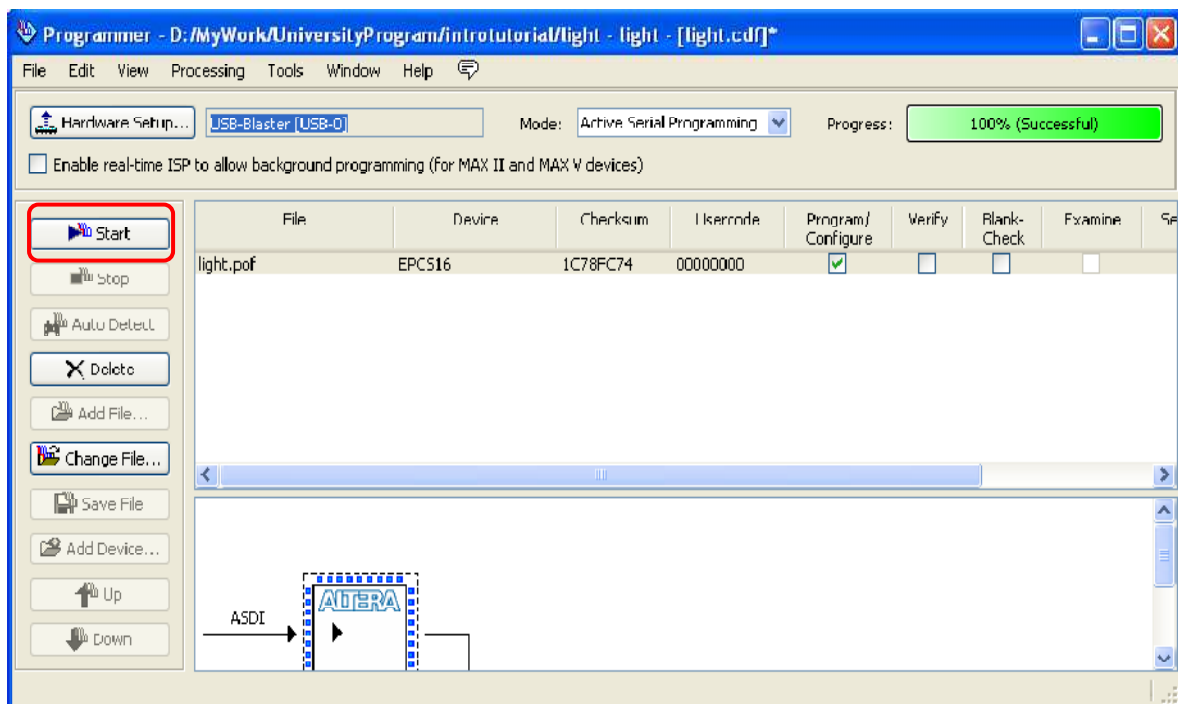 Programmer - D:/MyWork/UniversityProgram/introtutorial/light - light - [light.cdf]*
File Edit View Processing Tools Window Help
Hardware Setup... USB-Blaster [USB-0] Mode: Active Serial Programming Progress: 100% (Successful)
Enable real-time ISP to allow background programming (for MAX II and MAX V devices)
Start
Stop
Auto Detect
Delete
Add File...
Change File...
Save File
Add Device...
Up
Down
File Device Checksum Usercode Program/ Configure Verify Blank- Check Examine Se
light.pof EPCS16 1C78FC74 00000000
ALTERA
ASDI